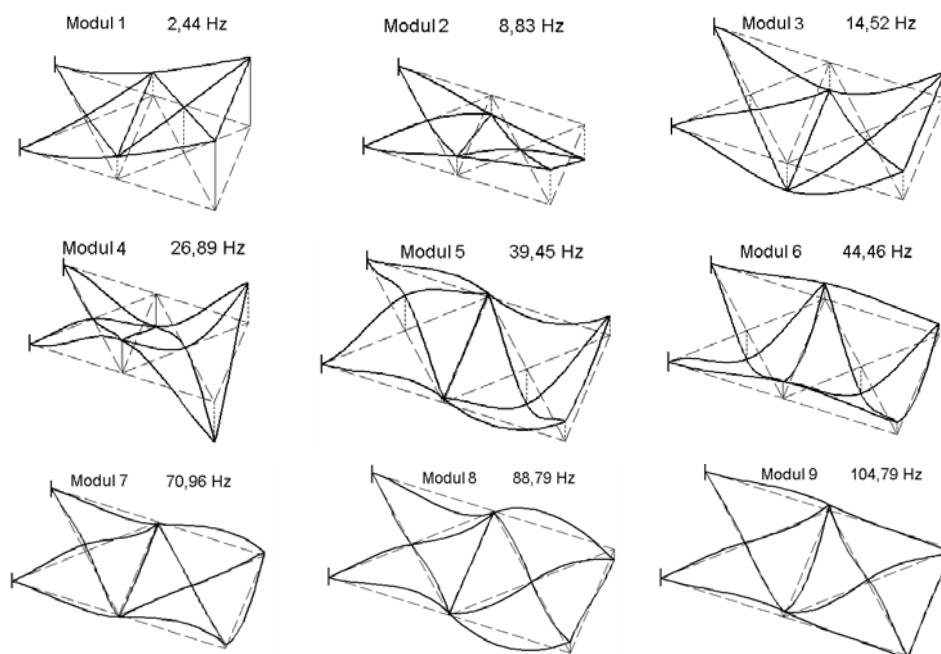 Modul 1 2,44 Hz
Modul 2 8,83 Hz
Modul 3 14,52 Hz
Modul 4 26,89 Hz
Modul 5 39,45 Hz
Modul 6 44,46 Hz
Modul 7 70,96 Hz
Modul 8 88,79 Hz
Modul 9 104,79 Hz